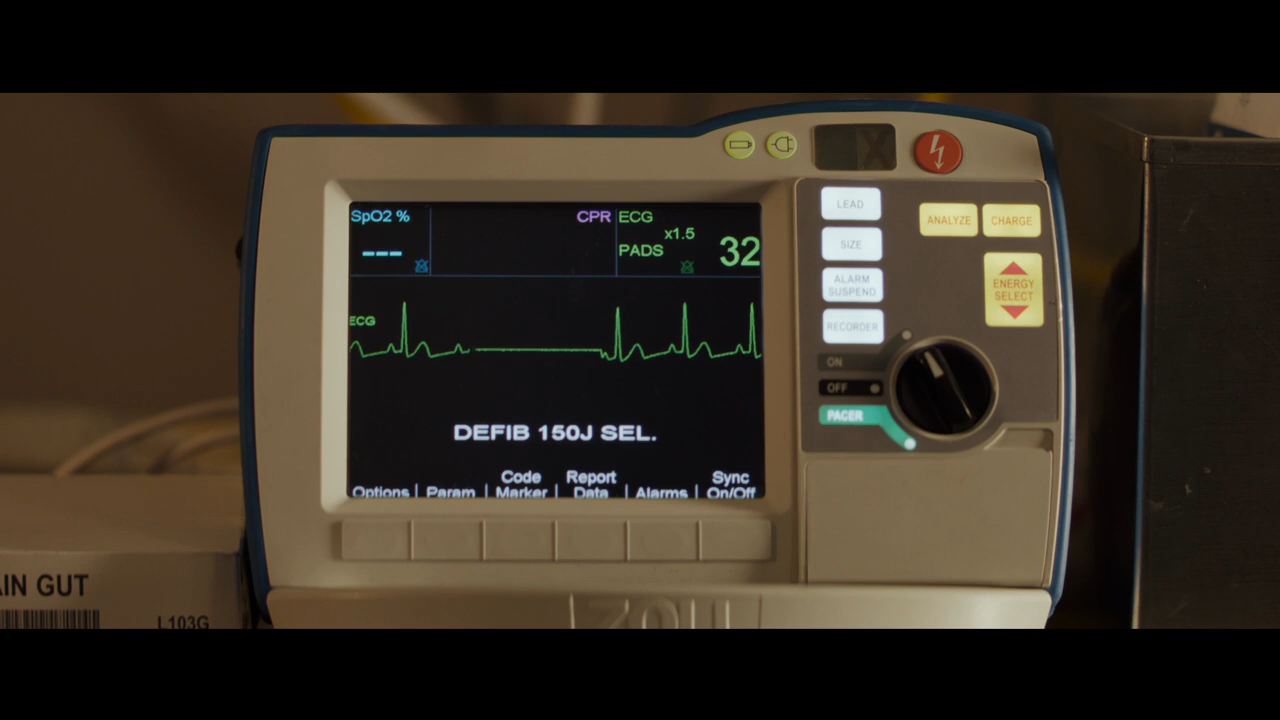 SpO2 %
---
CPR
ECG
x1.5
PADS
32
ECG
DEFIB 150J SEL.
Options
Param
Code Marker
Report Data
Alarms
Sync On/Off
LEAD
SIZE
ALARM SUSPEND
RECORDER
ANALYZE
CHARGE
ENERGY SELECT
ON
OFF
PACER
ZOLL
AIN GUT
L103G